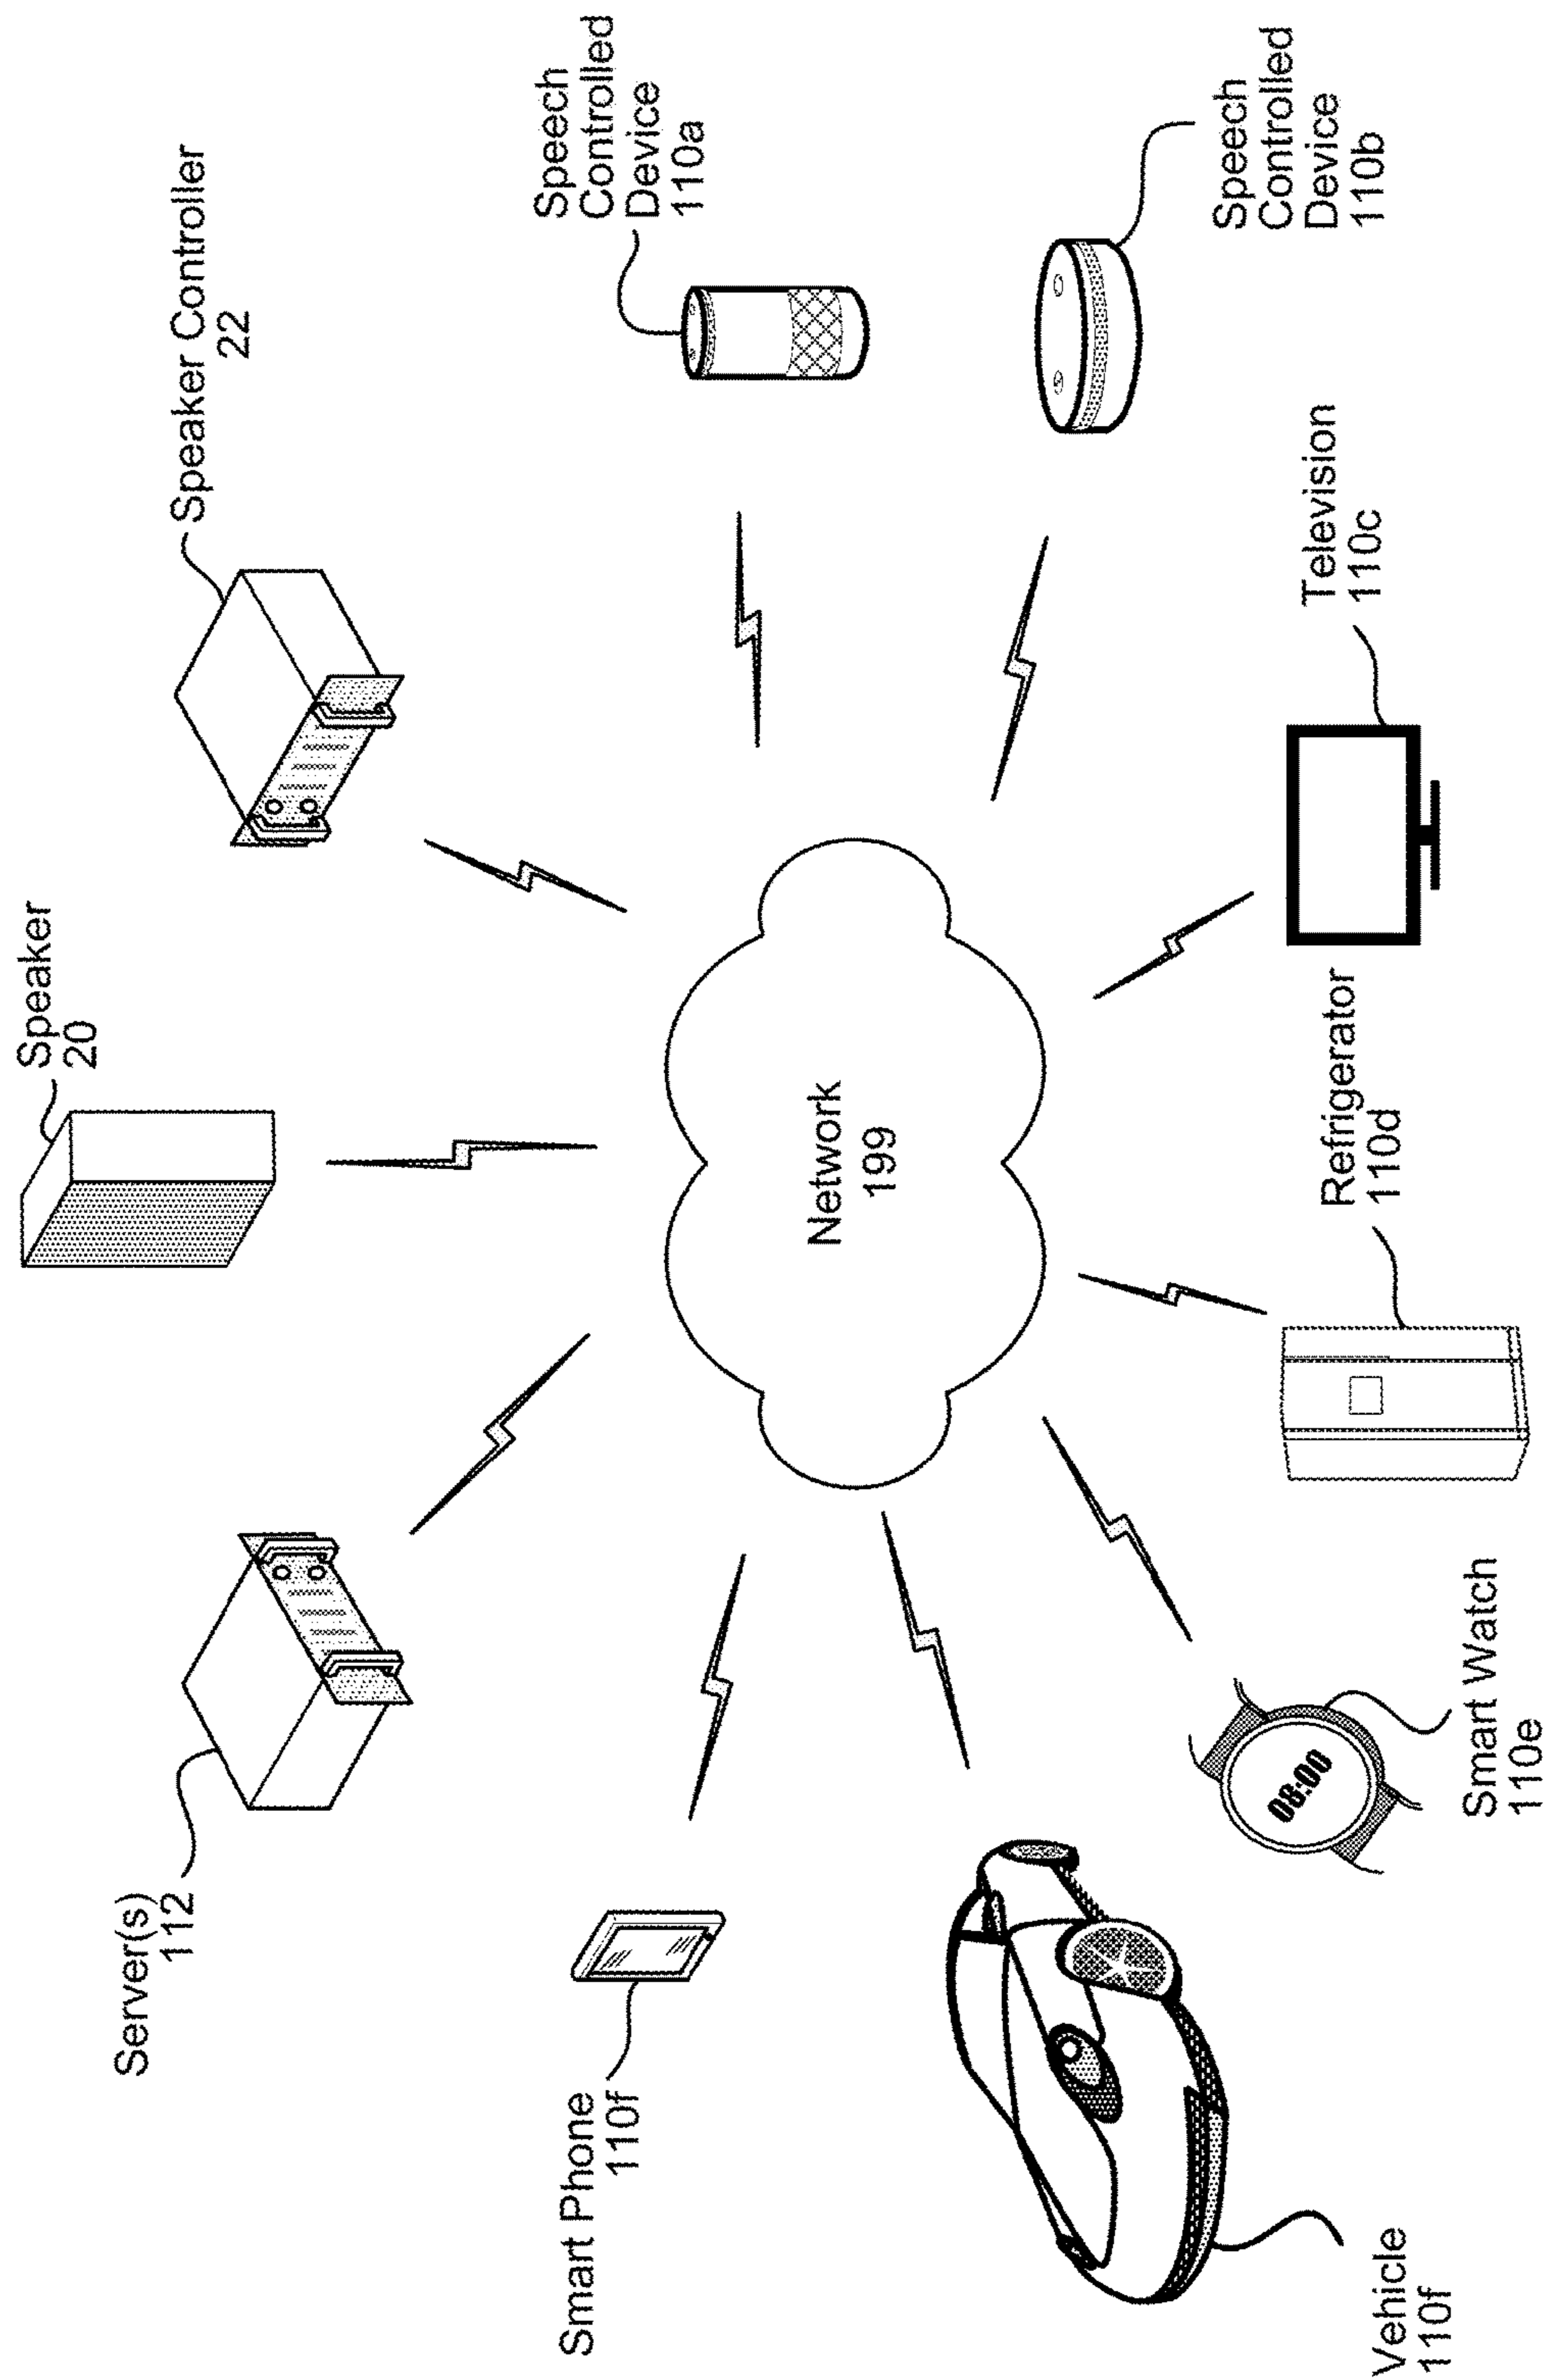 Server(s)
112
Speaker
20
Speaker Controller
22
Smart Phone
110f
Network
199
Speech
Controlled
Device
110a
Vehicle
110f
08:00
Smart Watch
110e
Refrigerator
110d
Television
110c
Speech
Controlled
Device
110b